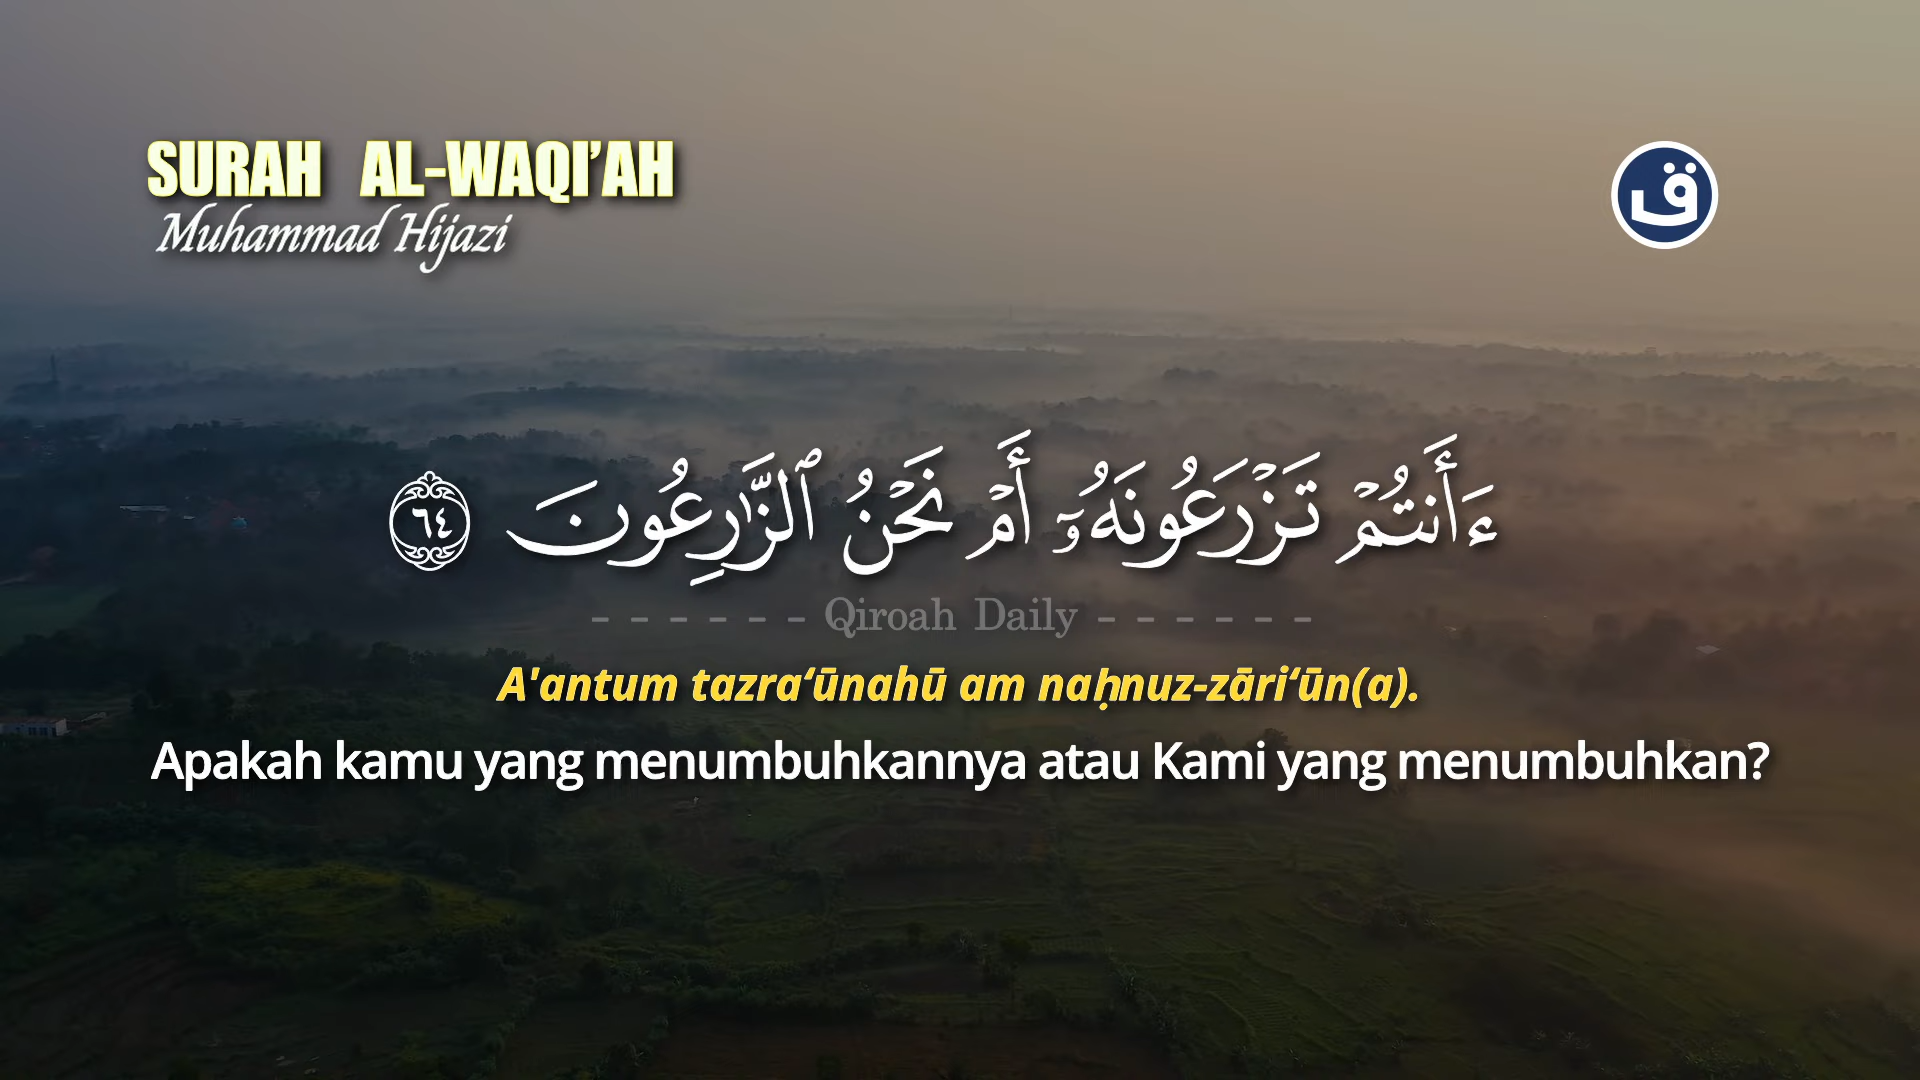 SURAH AL-WAQI’AH
Muhammad Hijazi
ق
ءَأَنتُمْ تَزْرَعُونَهُۥٓ أَمْ نَحْنُ ٱلزَّٰرِعُونَ ٦٤
- - - - - - Qiroah Daily - - - - - -
A'antum tazra‘ūnahū am naḥnuz-zāri‘ūn(a).
Apakah kamu yang menumbuhkannya atau Kami yang menumbuhkan?